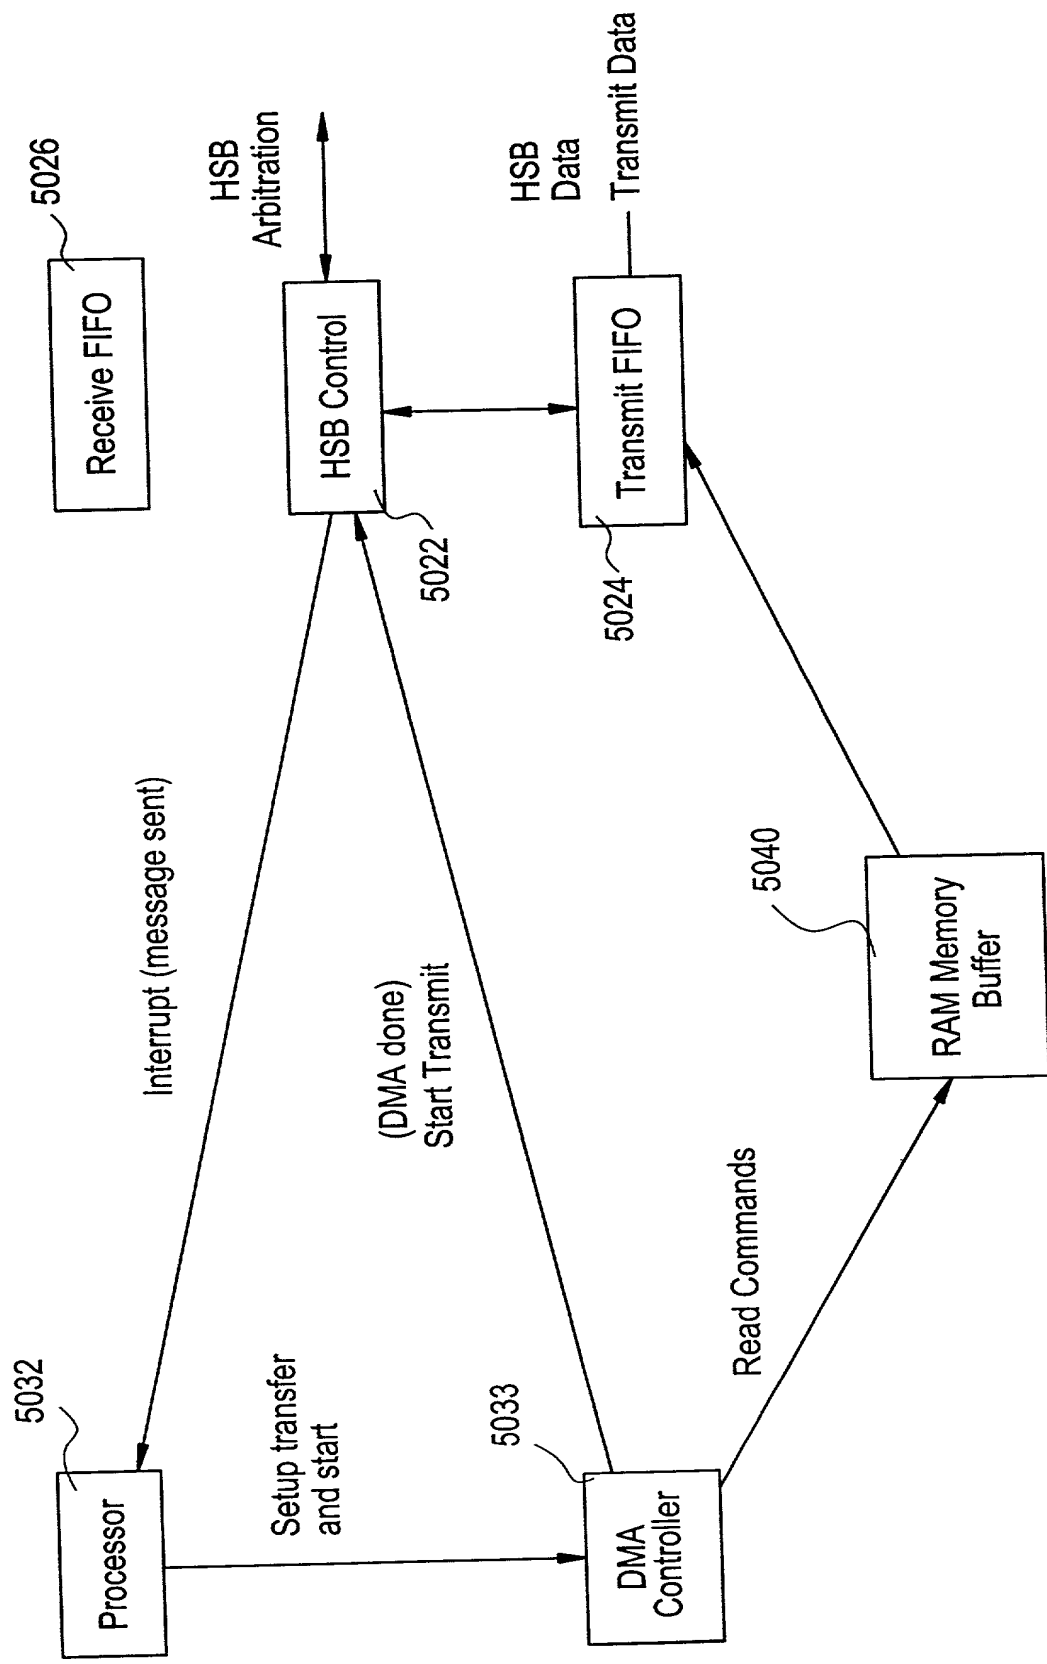 5032
Processor
Interrupt (message sent)
5026
Receive FIFO
Setup transfer
and start
(DMA done)
Start Transmit
5022
HSB Control
HSB
Arbitration
5033
DMA
Controller
Read Commands
5024
Transmit FIFO
HSB
Data
Transmit Data
5040
RAM Memory
Buffer